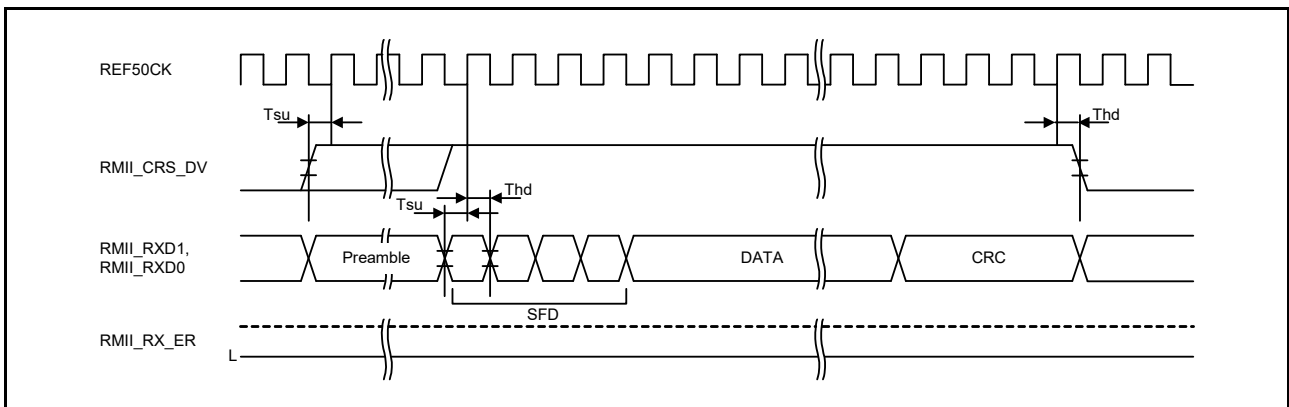 REF50CK
Tsu
Thd
RMII_CRS_DV
Thd
Tsu
RMII_RXD1,
RMII_RXD0
Preamble
DATA
CRC
SFD
RMII_RX_ER
L